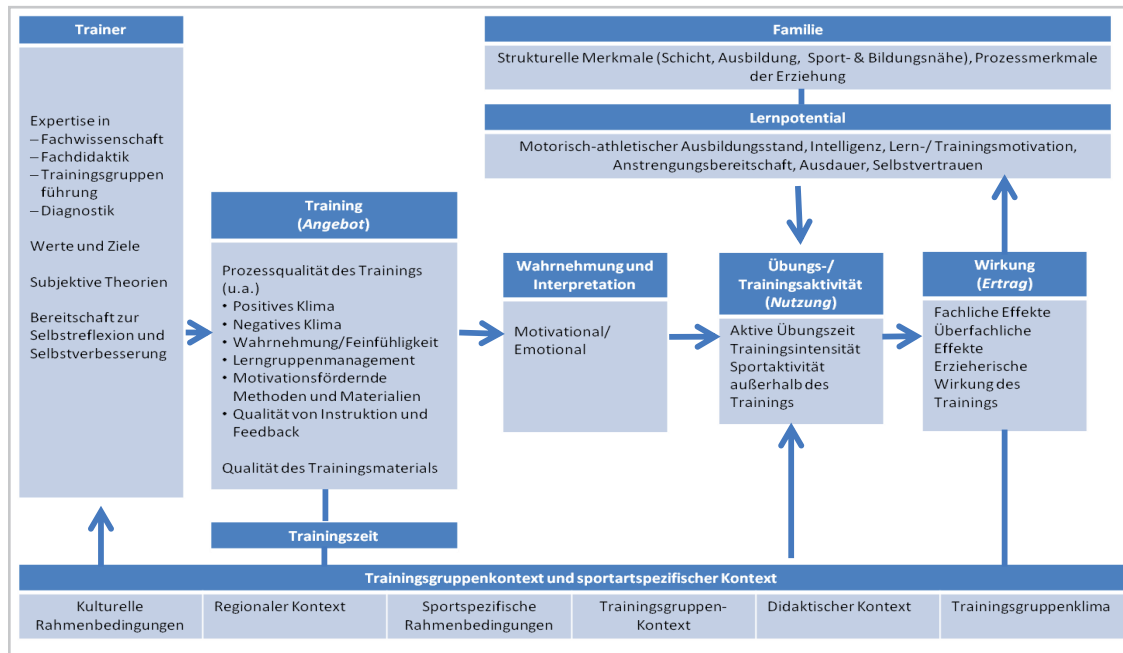 Trainer
Expertise in
– Fachwissenschaft
– Fachdidaktik
– Trainingsgruppen
führung
– Diagnostik
Werte und Ziele
Subjektive Theorien
Bereitschaft zur
Selbstreflexion und
Selbstverbesserung
Familie
Strukturelle Merkmale (Schicht, Ausbildung, Sport- & Bildungsnähe), Prozessmerkmale
der Erziehung
Lernpotential
Motorisch-athletischer Ausbildungsstand, Intelligenz, Lern-/ Trainingsmotivation,
Anstrengungsbereitschaft, Ausdauer, Selbstvertrauen
Training
(Angebot)
Prozessqualität des Trainings
(u.a.)
• Positives Klima
• Negatives Klima
• Wahrnehmung/Feinfühligkeit
• Lerngruppenmanagement
• Motivationsfördernde
Methoden und Materialien
• Qualität von Instruktion und
Feedback
Qualität des Trainingsmaterials
Wahrnehmung und
Interpretation
Motivational/
Emotional
Übungs-/
Trainingsaktivität
(Nutzung)
Aktive Übungszeit
Trainingsintensität
Sportaktivität
außerhalb des
Trainings
Wirkung
(Ertrag)
Fachliche Effekte
Überfachliche
Effekte
Erzieherische
Wirkung des
Trainings
Trainingszeit
Trainingsgruppenkontext und sportartspezifischer Kontext
Kulturelle
Rahmenbedingungen
Regionaler Kontext
Sportspezifische
Rahmenbedingungen
Trainingsgruppen-
Kontext
Didaktischer Kontext
Trainingsgruppenklima